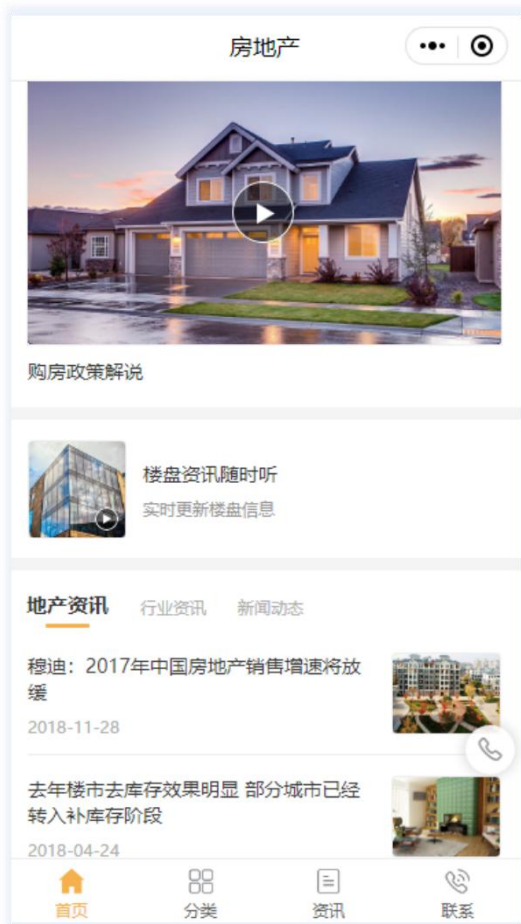 房地产
购房政策解说
楼盘资讯随时听
实时更新楼盘信息
地产资讯 行业资讯 新闻动态
穆迪：2017年中国房地产销售增速将放
缓
2018-11-28
去年楼市去库存效果明显 部分城市已经
转入补库存阶段
2018-04-24
首页 分类 资讯 联系